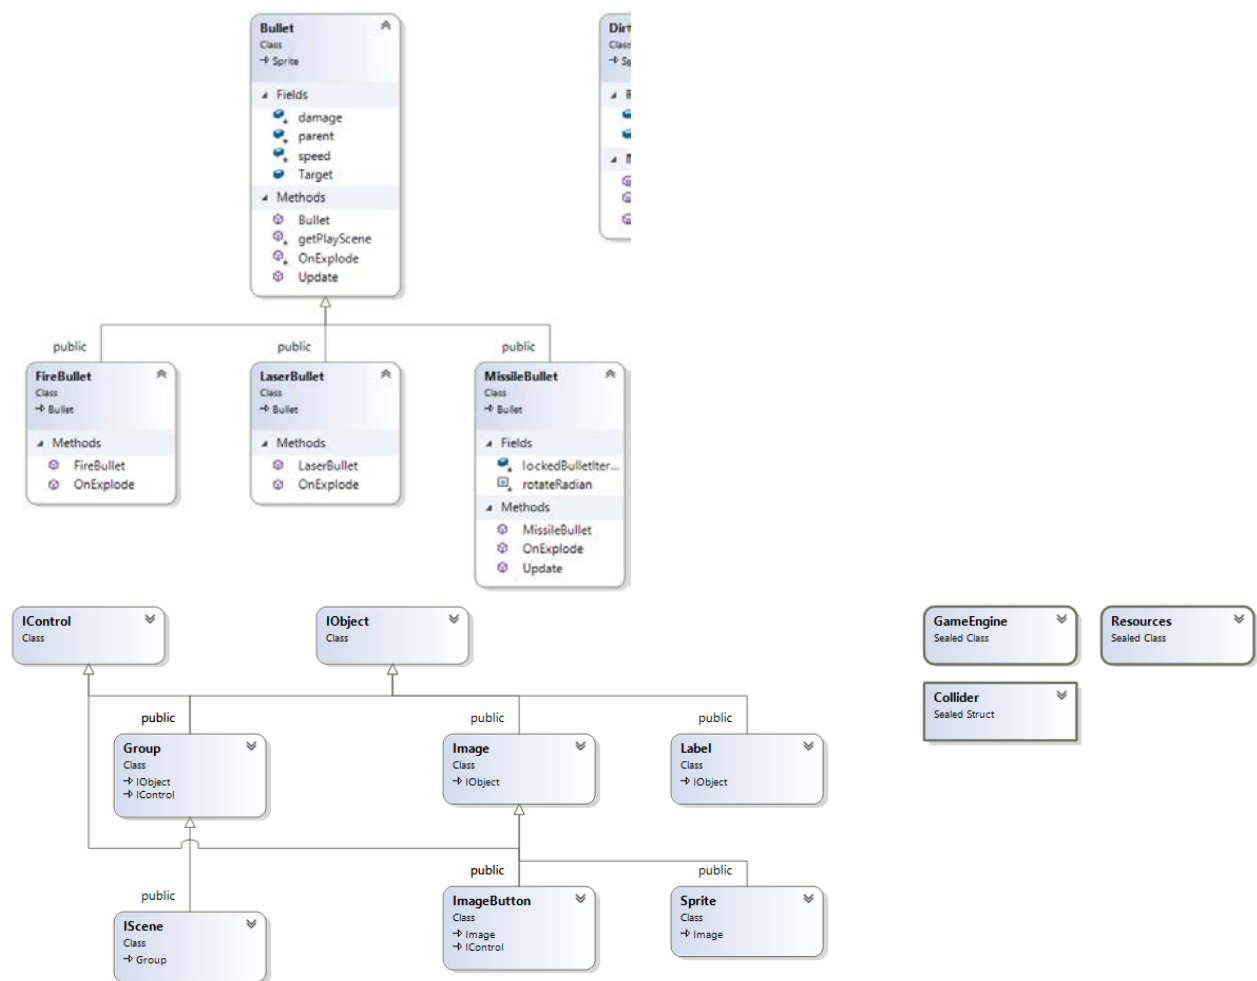 Bullet
Class
Sprite
Fields
damage
parent
speed
Target
Methods
Bullet
getPlayScene
OnExplode
Update
public
public
public
FireBullet
Class
Bullet
Methods
FireBullet
OnExplode
LaserBullet
Class
Bullet
Methods
LaserBullet
OnExplode
MissileBullet
Class
Bullet
Fields
lockedBulletIter...
rotateRadian
Methods
MissileBullet
OnExplode
Update
IControl
Class
IObject
Class
GameEngine
Sealed Class
Resources
Sealed Class
Collider
Sealed Struct
public
public
public
Group
Class
IObject
IControl
Image
Class
IObject
Label
Class
IObject
public
public
public
IScene
Class
Group
ImageButton
Class
Image
IControl
Sprite
Class
Image